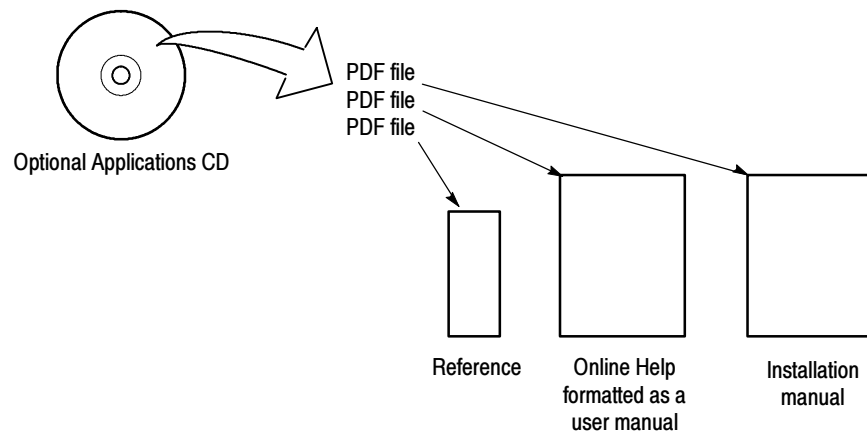 PDF file
PDF file
PDF file
Optional Applications CD
Reference
Online Help
formatted as a
user manual
Installation
manual